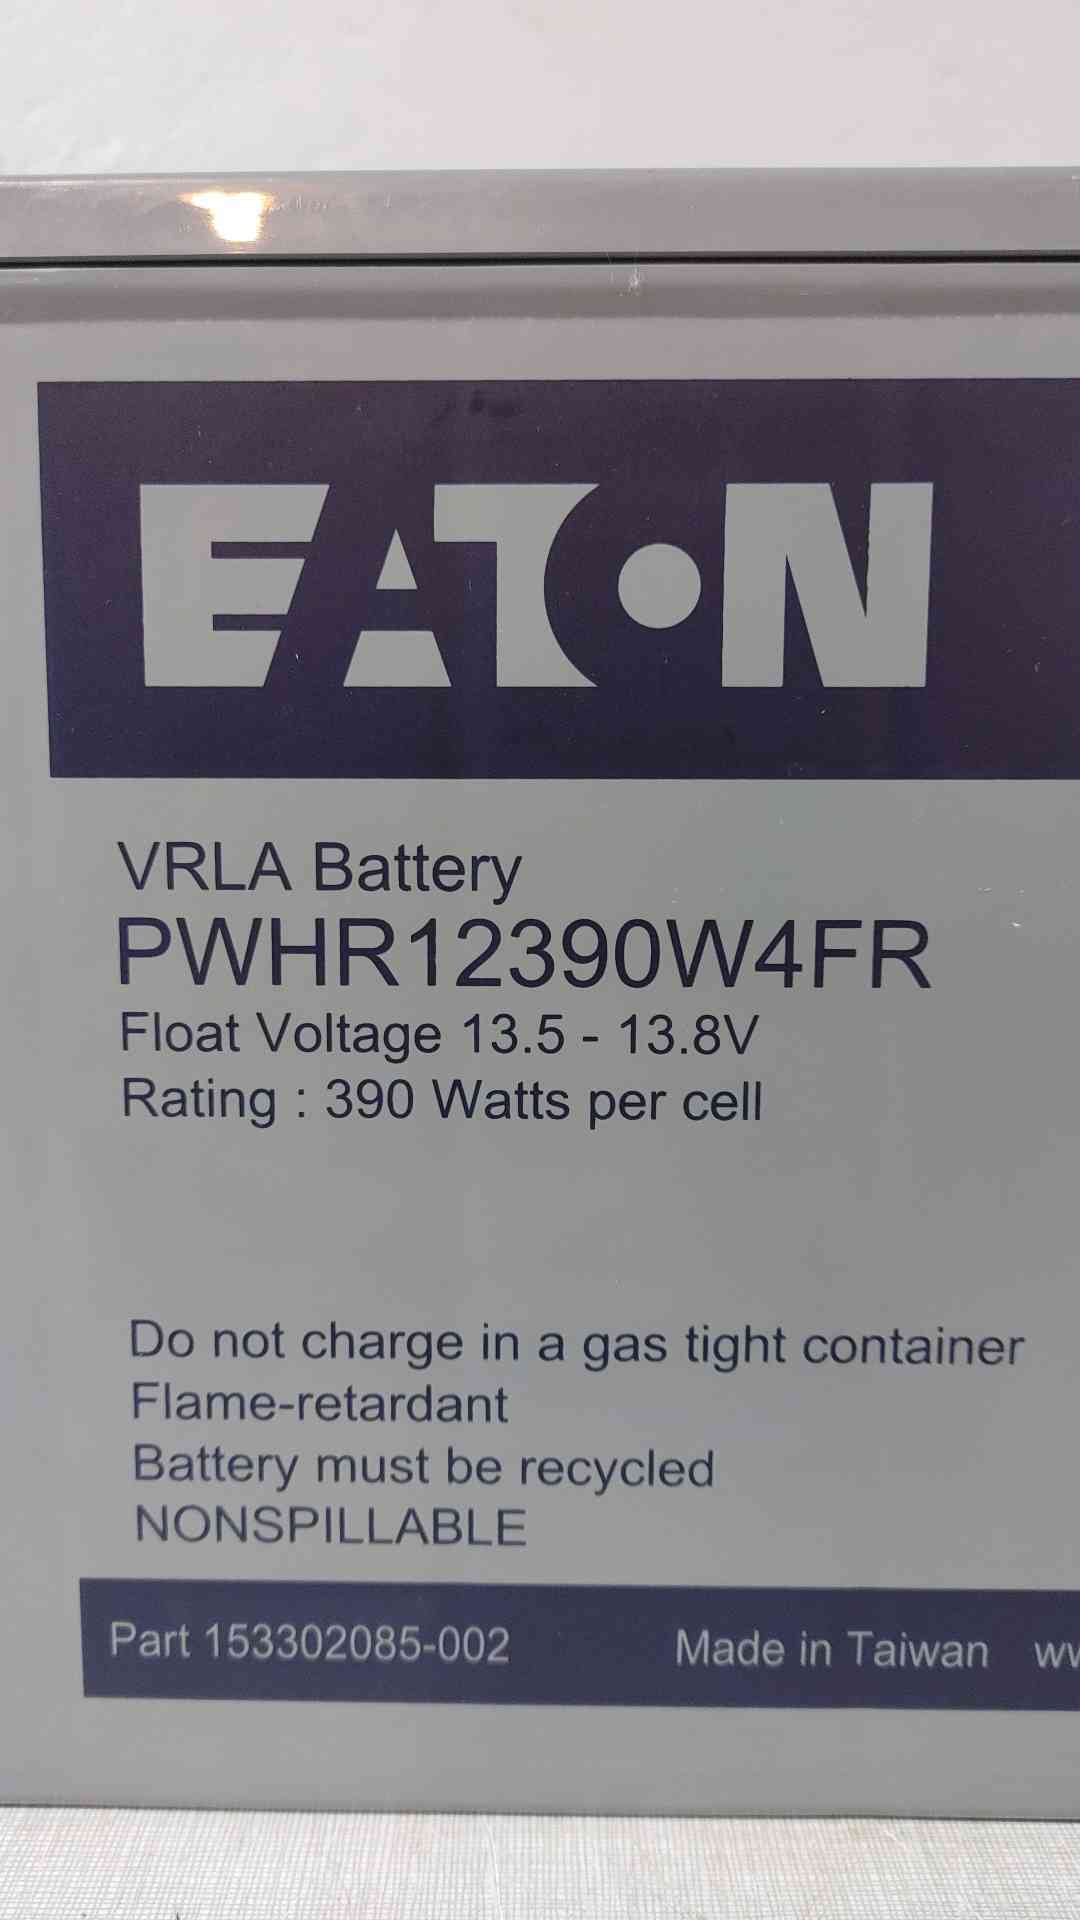 EATON
VRLA Battery
PWHR12390W4FR
Float Voltage 13.5 - 13.8V
Rating : 390 Watts per cell
Do not charge in a gas tight container
Flame-retardant
Battery must be recycled
NONSPILLABLE
Part 153302085-002 Made in Taiwan